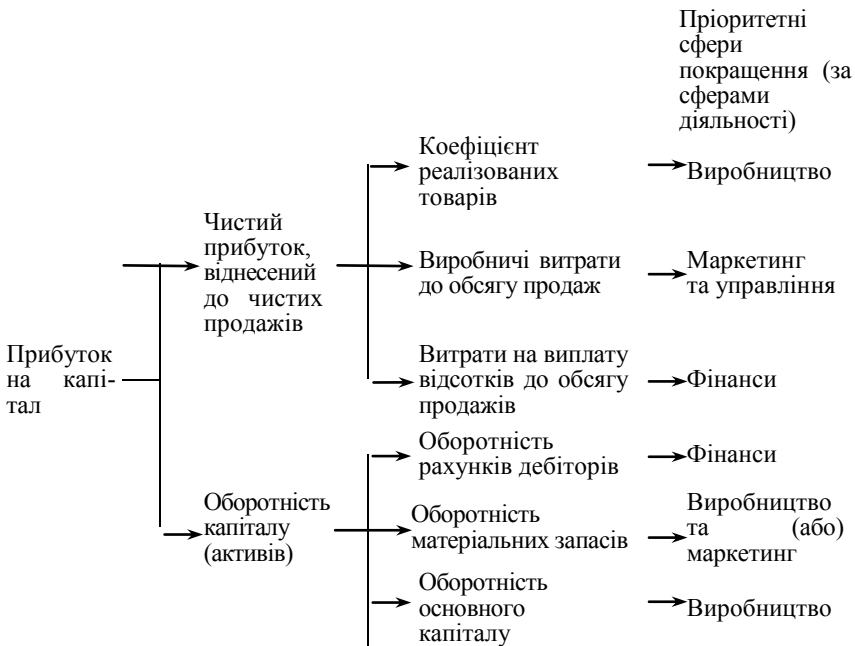 Пріоритетні
сфери
покращення (за
сферами
діяльності)
Коефіцієнт
реалізованих
товарів
Виробництво
Чистий
прибуток,
віднесений
до чистих
продажів
Виробничі витрати
до обсягу продаж
Маркетинг
та управління
Прибуток
на капі-
тал
Витрати на виплату
відсотків до обсягу
продажів
Фінанси
Оборотність
рахунків дебіторів
Фінанси
Оборотність
капіталу
(активів)
Оборотність
матеріальних запасів
Виробництво
та (або)
маркетинг
Оборотність
основного
капіталу
Виробництво